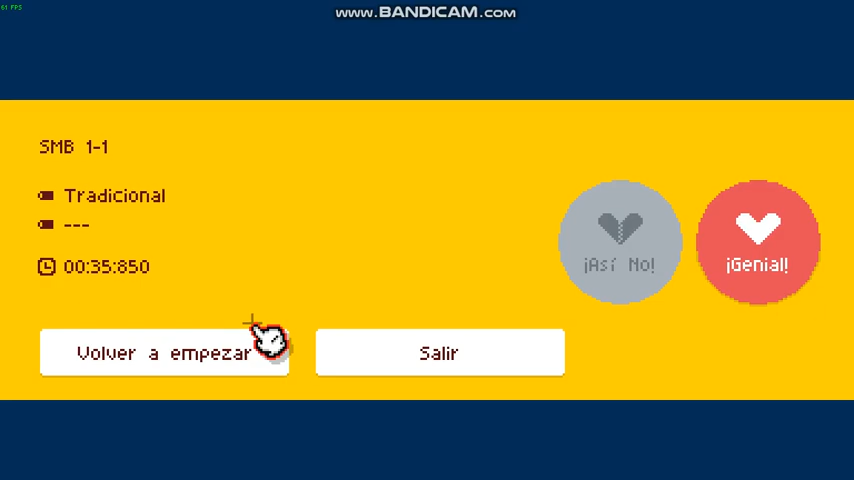 61 FPS
www.BANDICAM.com
SMB 1-1
Tradicional
---
00:35:850
¡Así No!
¡Genial!
Volver a empezar
Salir